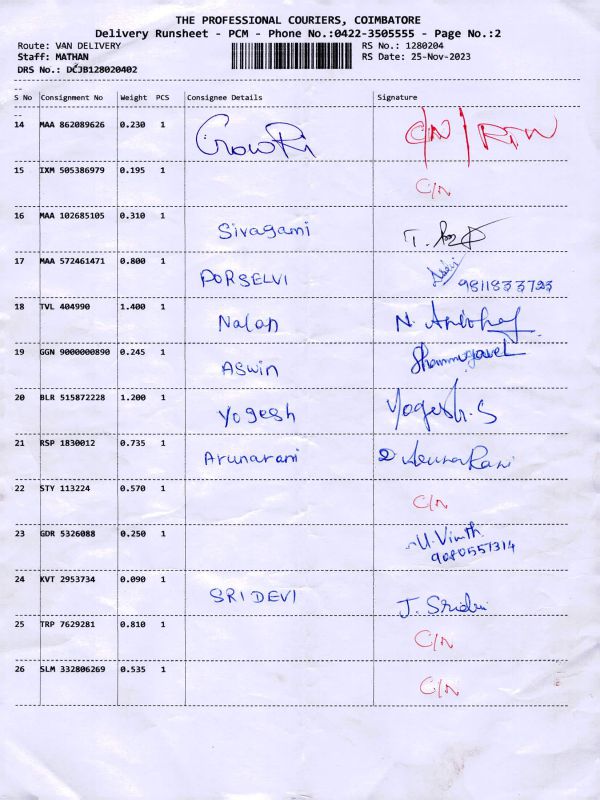 THE PROFESSIONAL COURIERS, COIMBATORE
Delivery Runsheet - PCM - Phone No.:0422-3505555 - Page No.:2
Route: VAN DELIVERY RS No.: 1280204
Staff: MATHAN RS Date: 25-Nov-2023
DRS No.: DCJB128020402
--
S No Consignment No Weight PCS Consignee Details Signature
--
14 MAA 862089626 0.230 1 C/N
15 IXM 505386979 0.195 1 C/N
16 MAA 102685105 0.310 1 Sivagami
17 MAA 572461471 0.800 1 PORSELVI
9811833723
18 TVL 404990 1.400 1 Nalan
19 GGN 9000000890 0.245 1 Aswin Shanmugavel
20 BLR 515872228 1.200 1 Yogesh Yogesh.S
21 RSP 1830012 0.735 1 Arunarani ArunaRani
22 STY 113224 0.570 1 C/N
23 GDR 5326088 0.250 1 U.Vinth
9080557314
24 KVT 2953734 0.090 1 SRIDEVI J. Sridevi
25 TRP 7629281 0.810 1 C/N
26 SLM 332806269 0.535 1 C/N